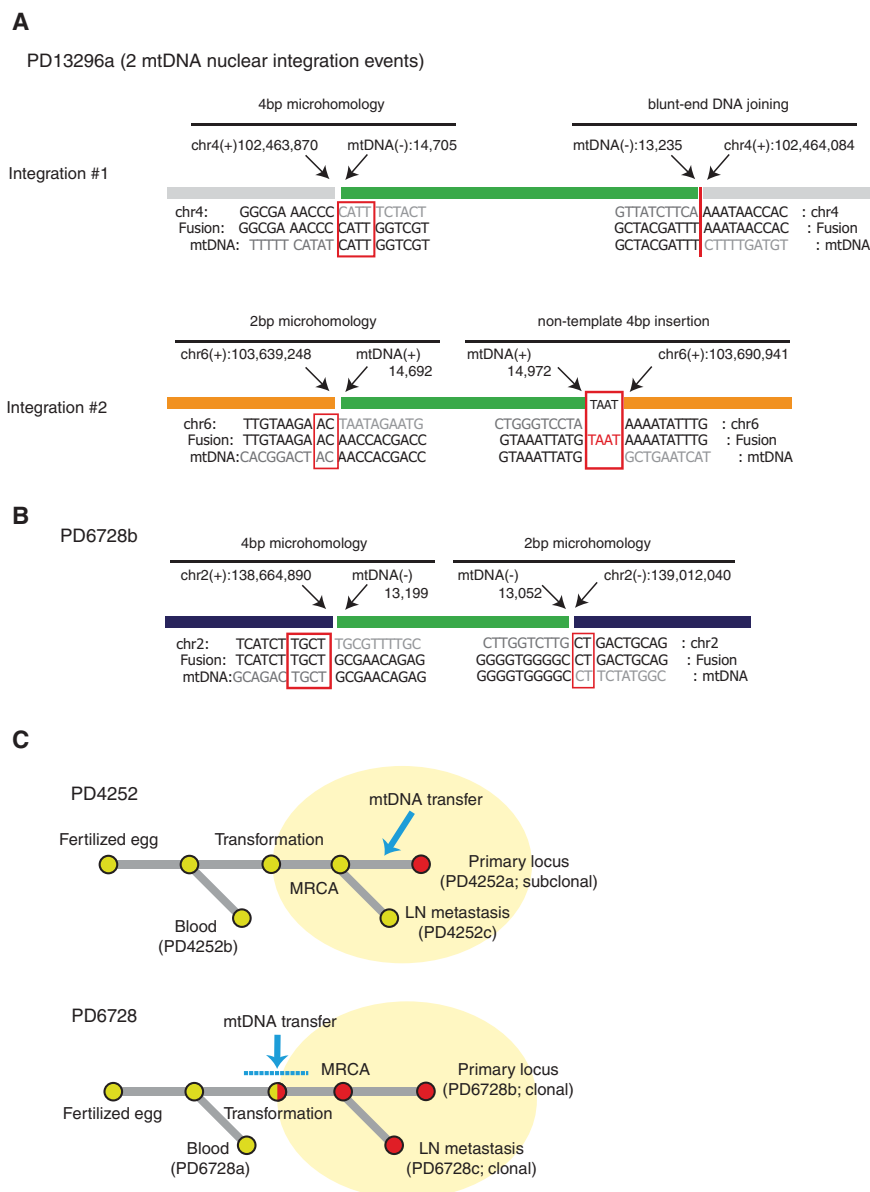 A
PD13296a (2 mtDNA nuclear integration events)
4bp microhomology
blunt-end DNA joining
chr4(+)102,463,870
mtDNA(-):14,705
mtDNA(-):13,235
chr4(+):102,464,084
Integration #1
chr4: GGCGA AACCC CATT TCTACT GTTATCTTCA AAATAACCAC : chr4
Fusion: GGCGA AACCC CATT GGTCGT GCTACGATTT AAATAACCAC : Fusion
mtDNA: TTTTT CATAT CATT GGTCGT GCTACGATTT CTTTTGATGT : mtDNA
2bp microhomology
non-template 4bp insertion
chr6(+):103,639,248
mtDNA(+)
14,692
mtDNA(+)
14,972
chr6(+):103,690,941
Integration #2
TAAT
chr6: TTGTAAGA AC TAATAGAATG CTGGGTCCTA AAAATATTTG : chr6
Fusion: TTGTAAGA AC AACCACGACC GTAAATTATG TAAT AAAATATTTG : Fusion
mtDNA: CACGGACT AC AACCACGACC GTAAATTATG GCTGAATCAT : mtDNA
B
PD6728b
4bp microhomology
2bp microhomology
chr2(+):138,664,890
mtDNA(-)
13,199
mtDNA(-)
13,052
chr2(-):139,012,040
chr2: TCATCT TGCT TGCGTTTTGC CTTGGTCTTG CT GACTGCAG : chr2
Fusion: TCATCT TGCT GCGAACAGAG GGGGTGGGGC CT GACTGCAG : Fusion
mtDNA: GCAGAC TGCT GCGAACAGAG GGGGTGGGGC CT TCTATGGC : mtDNA
C
PD4252
mtDNA transfer
Fertilized egg
Transformation
MRCA
Primary locus
(PD4252a; subclonal)
Blood
(PD4252b)
LN metastasis
(PD4252c)
PD6728
mtDNA transfer
MRCA
Primary locus
(PD6728b; clonal)
Fertilized egg
Transformation
Blood
(PD6728a)
LN metastasis
(PD6728c; clonal)